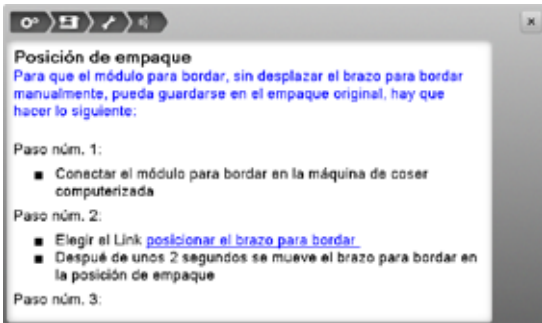 Posición de empaque
Para que el módulo para bordar, sin desplazar el brazo para bordar
manualmente, pueda guardarse en el empaque original, hay que
hacer lo siguiente:
Paso núm. 1:
■ Conectar el módulo para bordar en la máquina de coser
computerizada
Paso núm. 2:
■ Elegir el Link posicionar el brazo para bordar
■ Despué de unos 2 segundos se mueve el brazo para bordar en
la posición de empaque
Paso núm. 3: